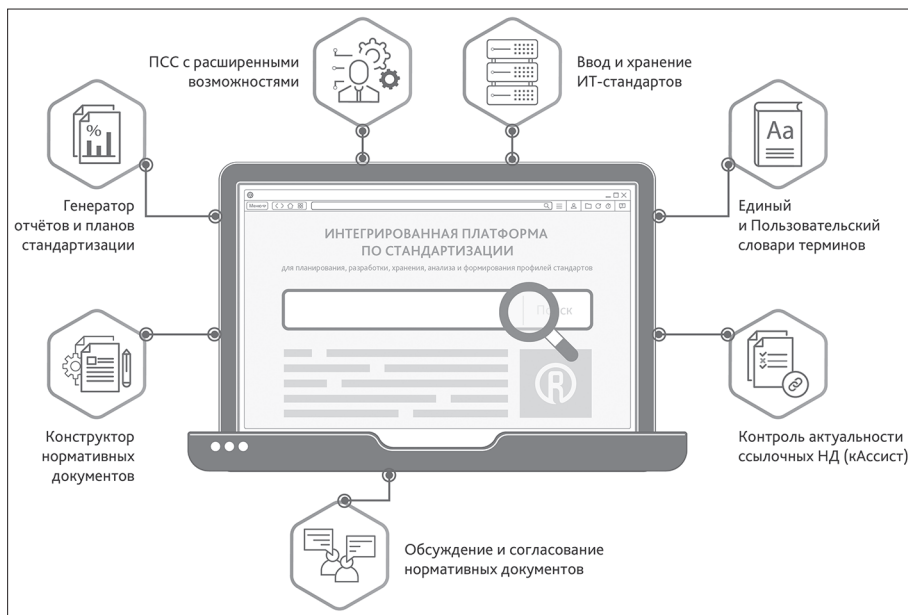 ПСС с расширенными
возможностями
Ввод и хранение
ИТ-стандартов
%
Генератор
отчётов и планов
стандартизации
Aa
Единый
и Пользовательский
словари терминов
Меню
ИНТЕГРИРОВАННАЯ ПЛАТФОРМА
ПО СТАНДАРТИЗАЦИИ
для планирования, разработки, хранения, анализа и формирования профилей стандартов
Поиск
R
Конструктор
нормативных
документов
Контроль актуальности
ссылочных НД (кАссист)
Обсуждение и согласование
нормативных документов